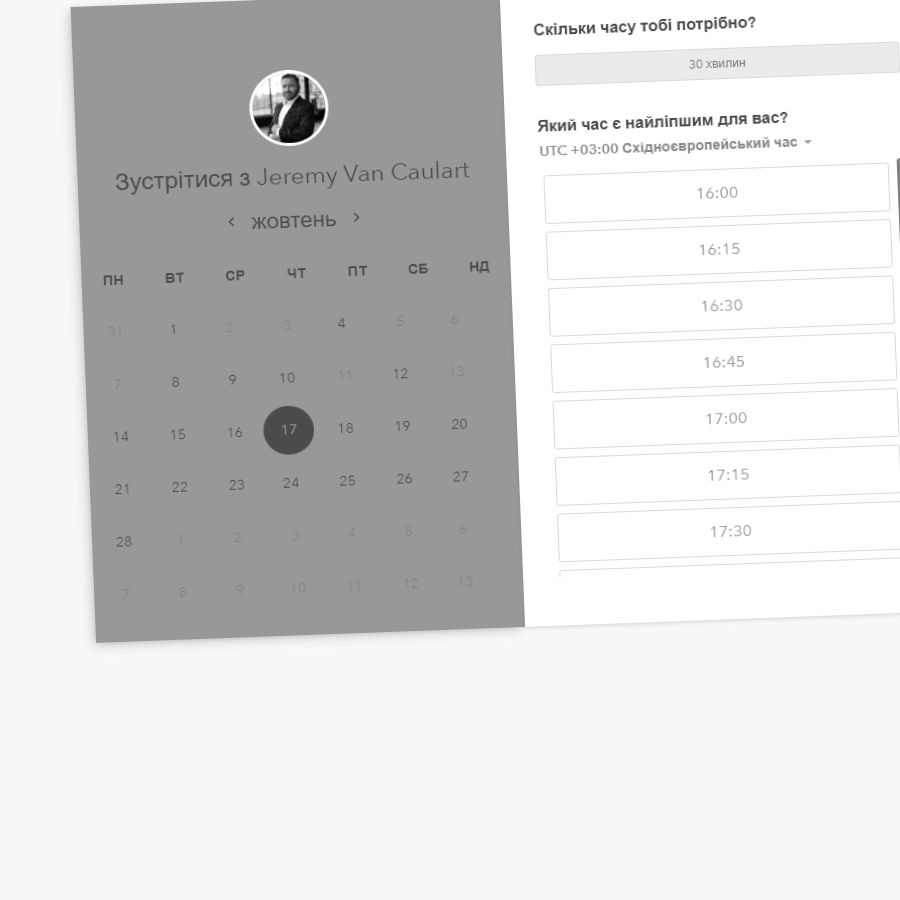 Зустрітися з Jeremy Van Caulart
‹ жовтень ›
ПН ВТ СР ЧТ ПТ СБ НД
31 1 2 3 4 5 6
7 8 9 10 11 12 13
14 15 16 17 18 19 20
21 22 23 24 25 26 27
28 1 2 3 4 5 6
7 8 9 10 11 12 13
Скільки часу тобі потрібно?
30 хвилин
Який час є найліпшим для вас?
UTC +03:00 Східноєвропейський час
16:00
16:15
16:30
16:45
17:00
17:15
17:30